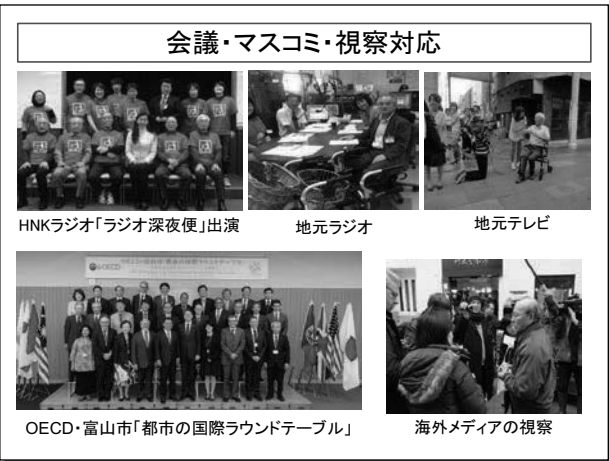 会議・マスコミ・視察対応
HNKラジオ「ラジオ深夜便」出演
地元ラジオ
地元テレビ
OECD
OECD・富山市「都市の国際ラウンドテーブル」
海外メディアの視察